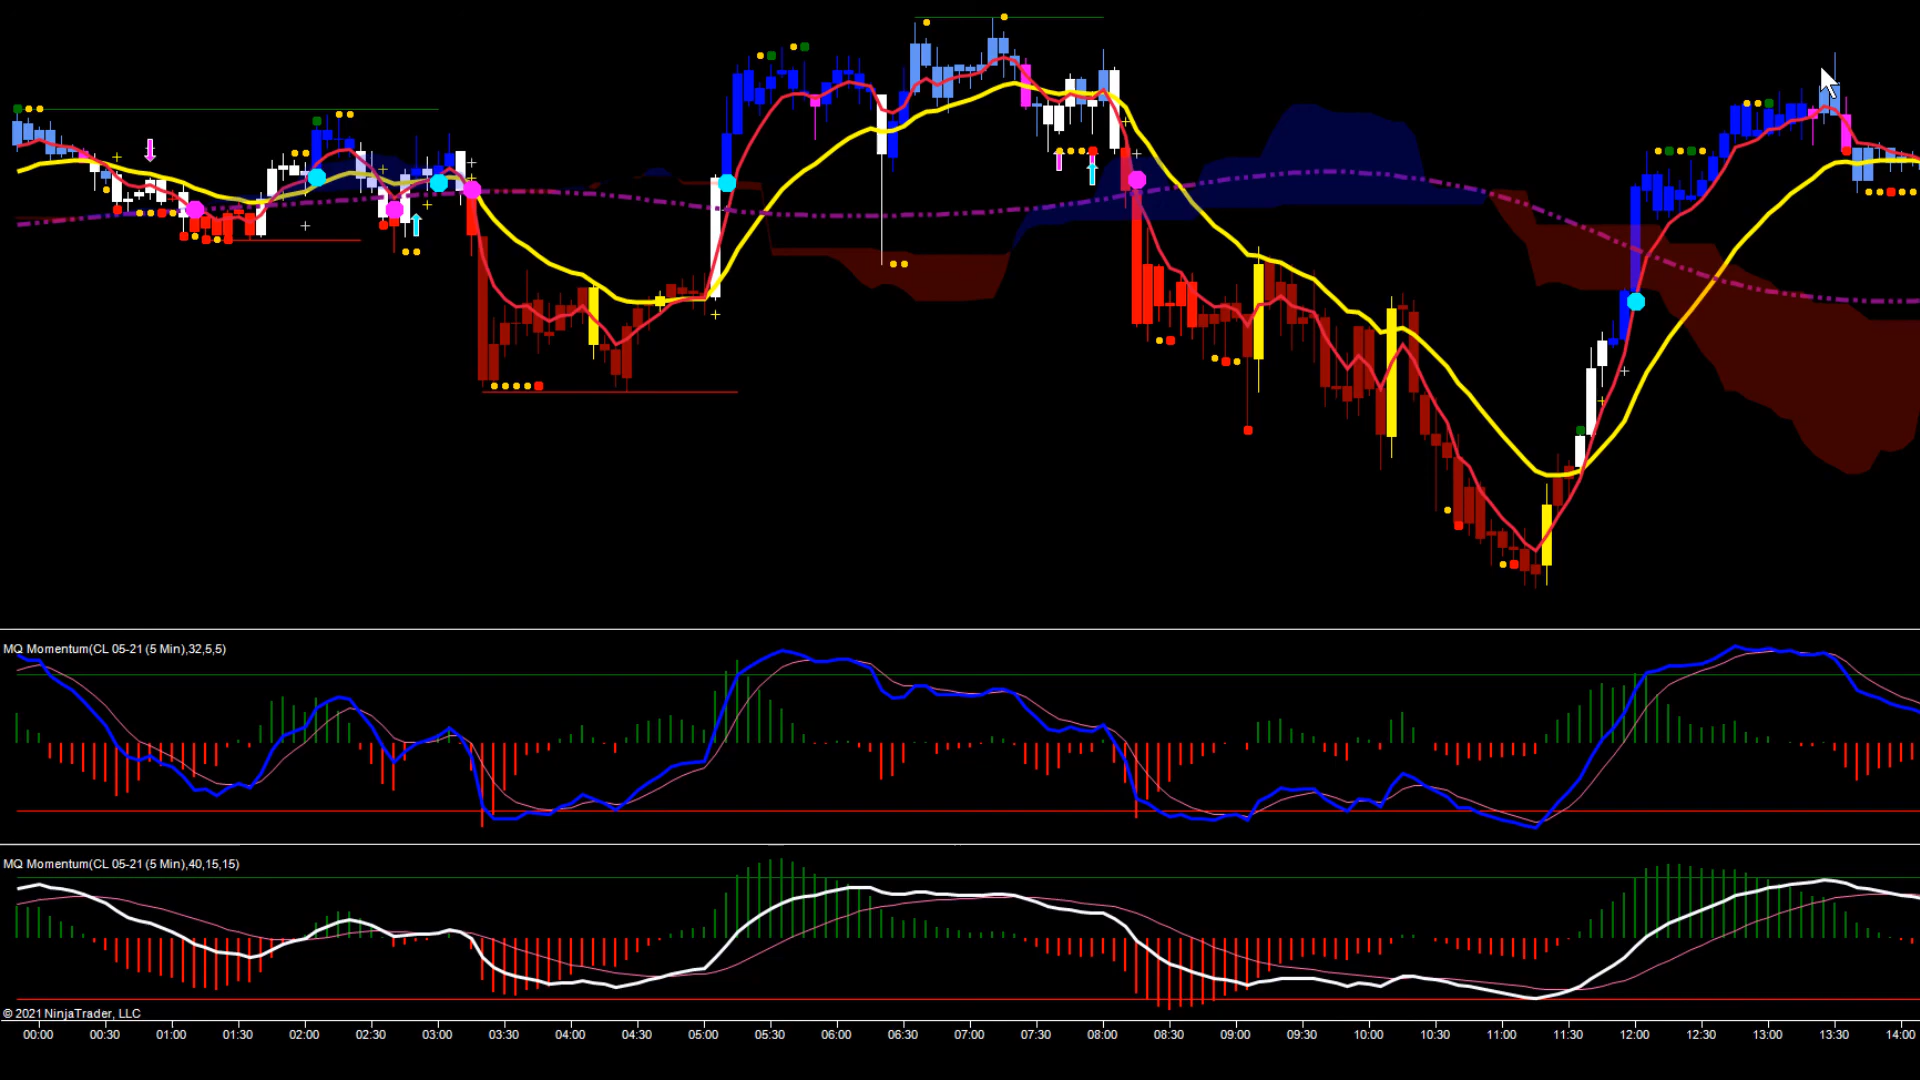 MQ Momentum(CL 05-21 (5 Min),32,5,5)
MQ Momentum(CL 05-21 (5 Min),40,15,15)
© 2021 NinjaTrader, LLC
00:00 00:30 01:00 01:30 02:00 02:30 03:00 03:30 04:00 04:30 05:00 05:30 06:00 06:30 07:00 07:30 08:00 08:30 09:00 09:30 10:00 10:30 11:00 11:30 12:00 12:30 13:00 13:30 14:00